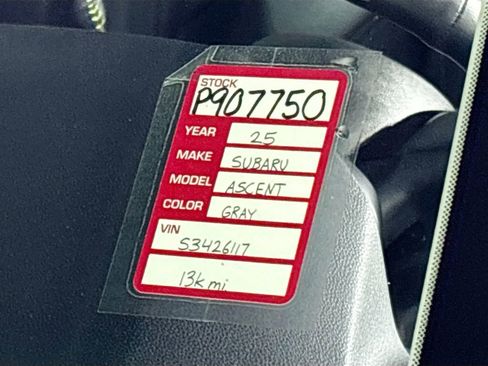 STOCK
P907750
YEAR 25
MAKE SUBARU
MODEL ASCENT
COLOR GRAY
VIN
S3426117
13k mi